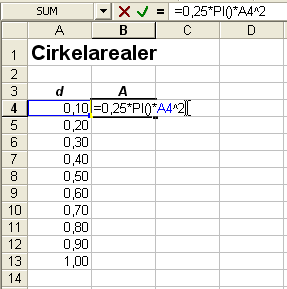 SUM =0,25*PI()*A4^2
A B C D
1 Cirkelarealer
2
3 d A
4 0,10 =0,25*PI()*A4^2
5 0,20
6 0,30
7 0,40
8 0,50
9 0,60
10 0,70
11 0,80
12 0,90
13 1,00
14